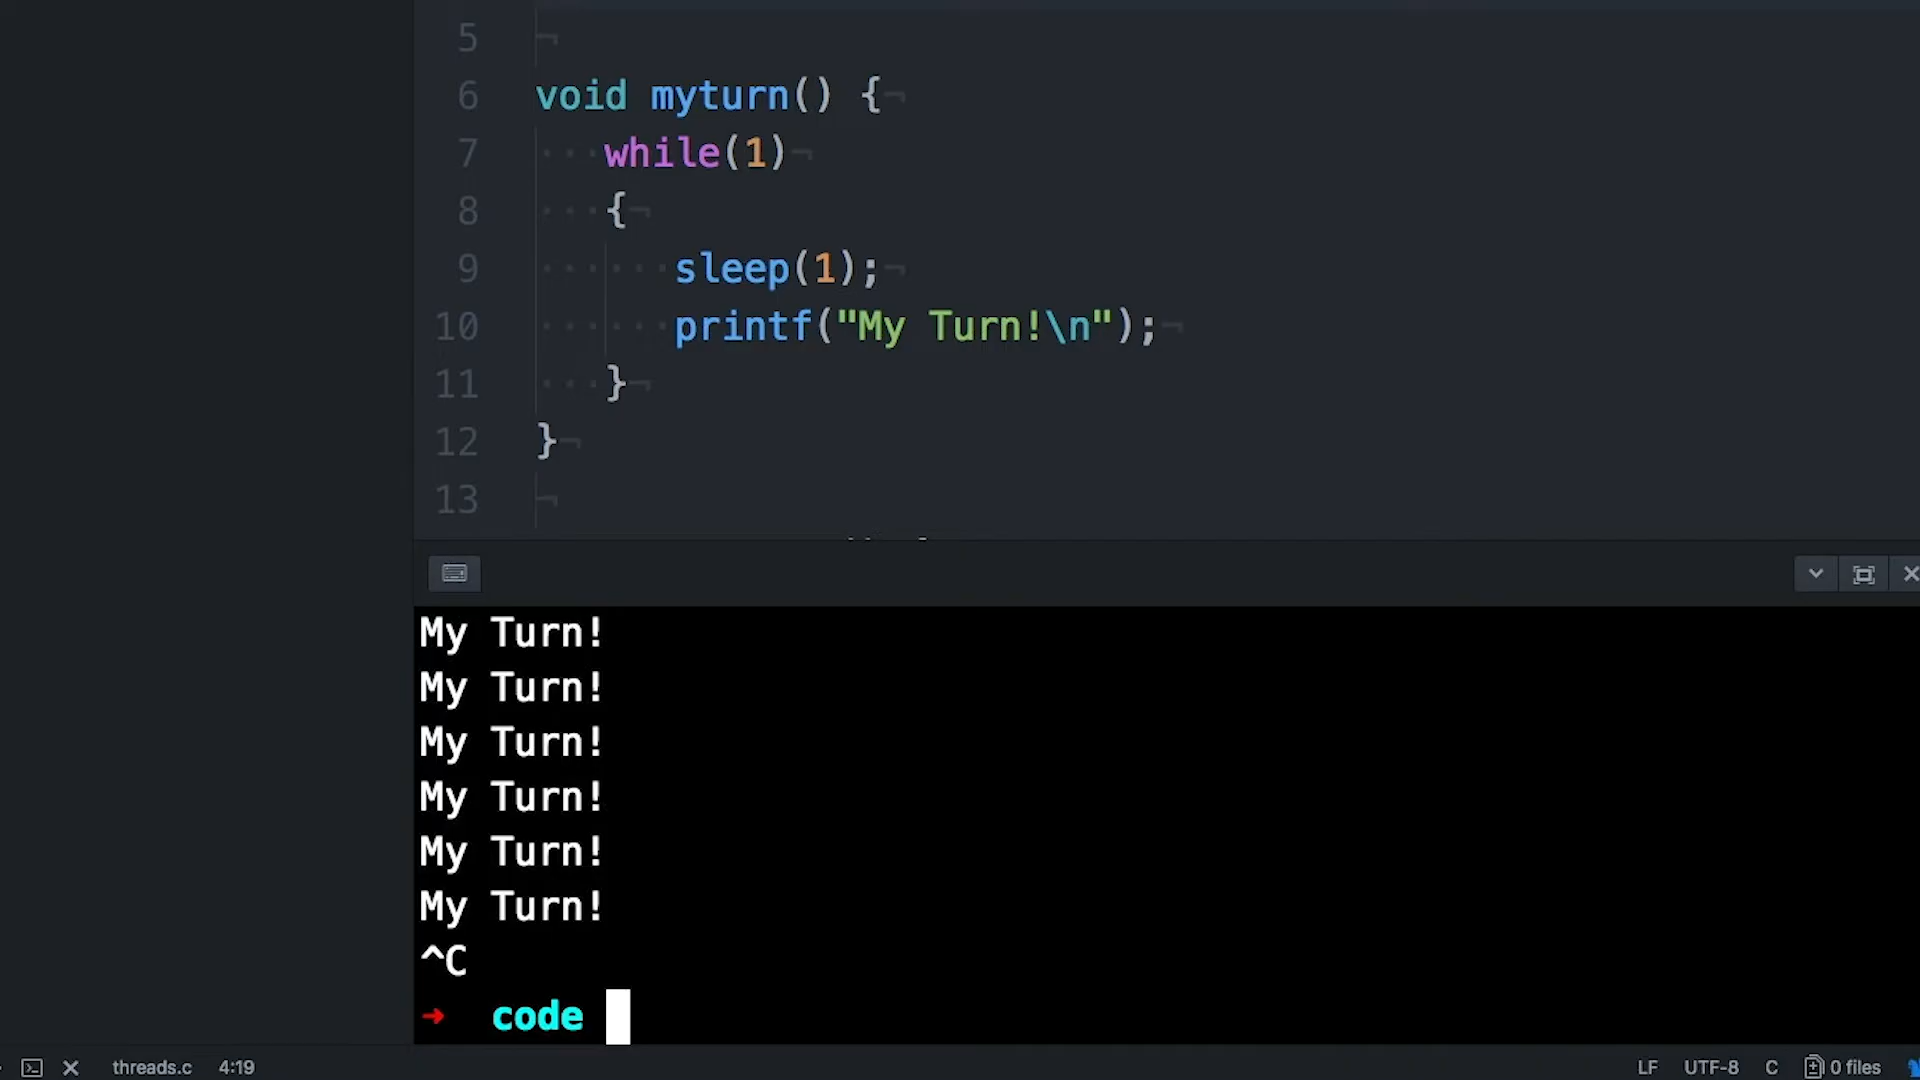 5
6 void myturn() {
7 while(1)
8 {
9 sleep(1);
10 printf("My Turn!\n");
11 }
12 }
13
My Turn!
My Turn!
My Turn!
My Turn!
My Turn!
My Turn!
^C
→ code
threads.c 4:19 LF UTF-8 C 0 files